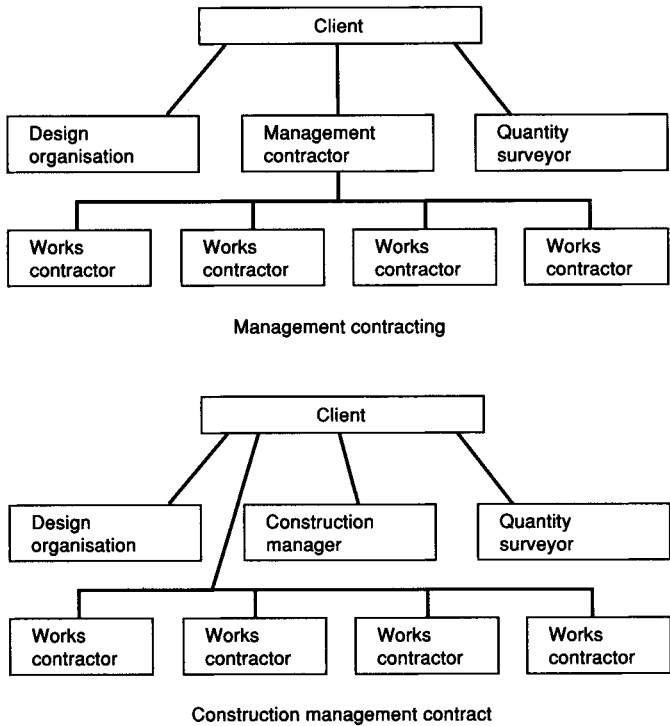 Client
Design
organisation
Management
contractor
Quantity
surveyor
Works
contractor
Works
contractor
Works
contractor
Works
contractor
Management contracting
Client
Design
organisation
Construction
manager
Quantity
surveyor
Works
contractor
Works
contractor
Works
contractor
Works
contractor
Construction management contract